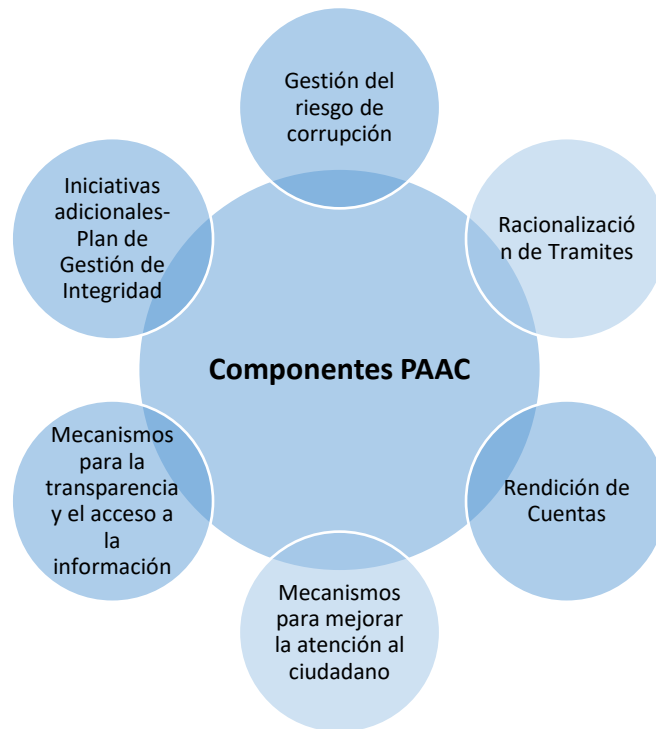 Gestión del
riesgo de
corrupción
Iniciativas
adicionales-
Plan de
Gestión de
Integridad
Racionalizació
n de Tramites
Componentes PAAC
Mecanismos
para la
transparencia
y el acceso a
la
información
Rendición de
Cuentas
Mecanismos
para mejorar
la atención al
ciudadano